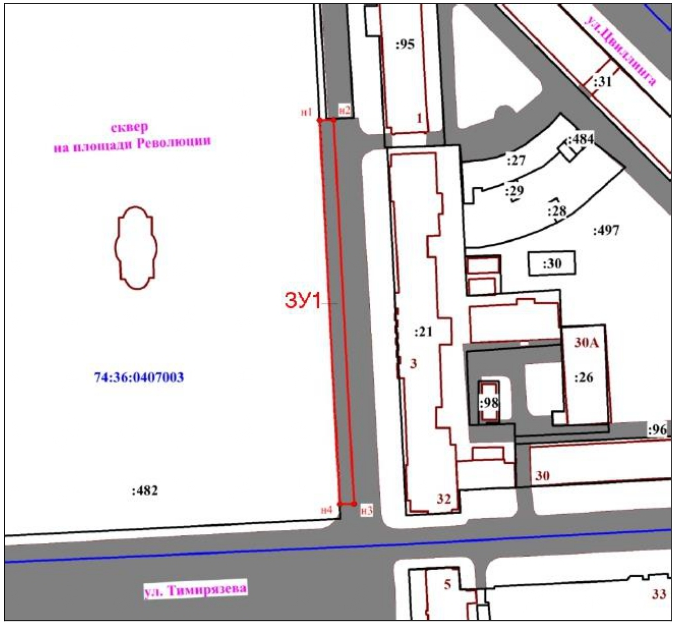 :95
ул.Цвиллинга
:31
н1
н2
1
сквер
на площади Революции
:484
:27
:29
:28
:497
:30
ЗУ1
:21
3
30А
:26
74:36:0407003
:98
:96
:482
30
32
н4
н3
ул. Тимирязева
5
33